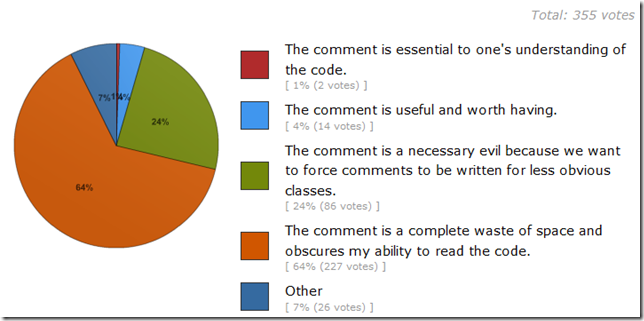 Total: 355 votes
The comment is essential to one's understanding of
the code.
[ 1% (2 votes) ]
The comment is useful and worth having.
[ 4% (14 votes) ]
The comment is a necessary evil because we want
to force comments to be written for less obvious
classes.
[ 24% (86 votes) ]
The comment is a complete waste of space and
obscures my ability to read the code.
[ 64% (227 votes) ]
Other
[ 7% (26 votes) ]
7% 1% 4%
24%
64%